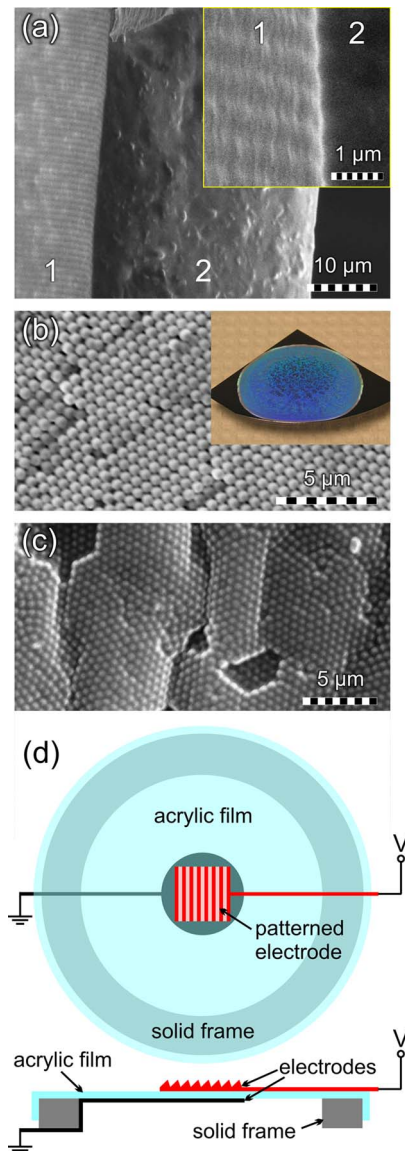 (a)
1
2
1 μm
1
2
10 μm
(b)
5 μm
(c)
5 μm
(d)
V
acrylic film
patterned
electrode
solid frame
V
acrylic film
electrodes
solid frame